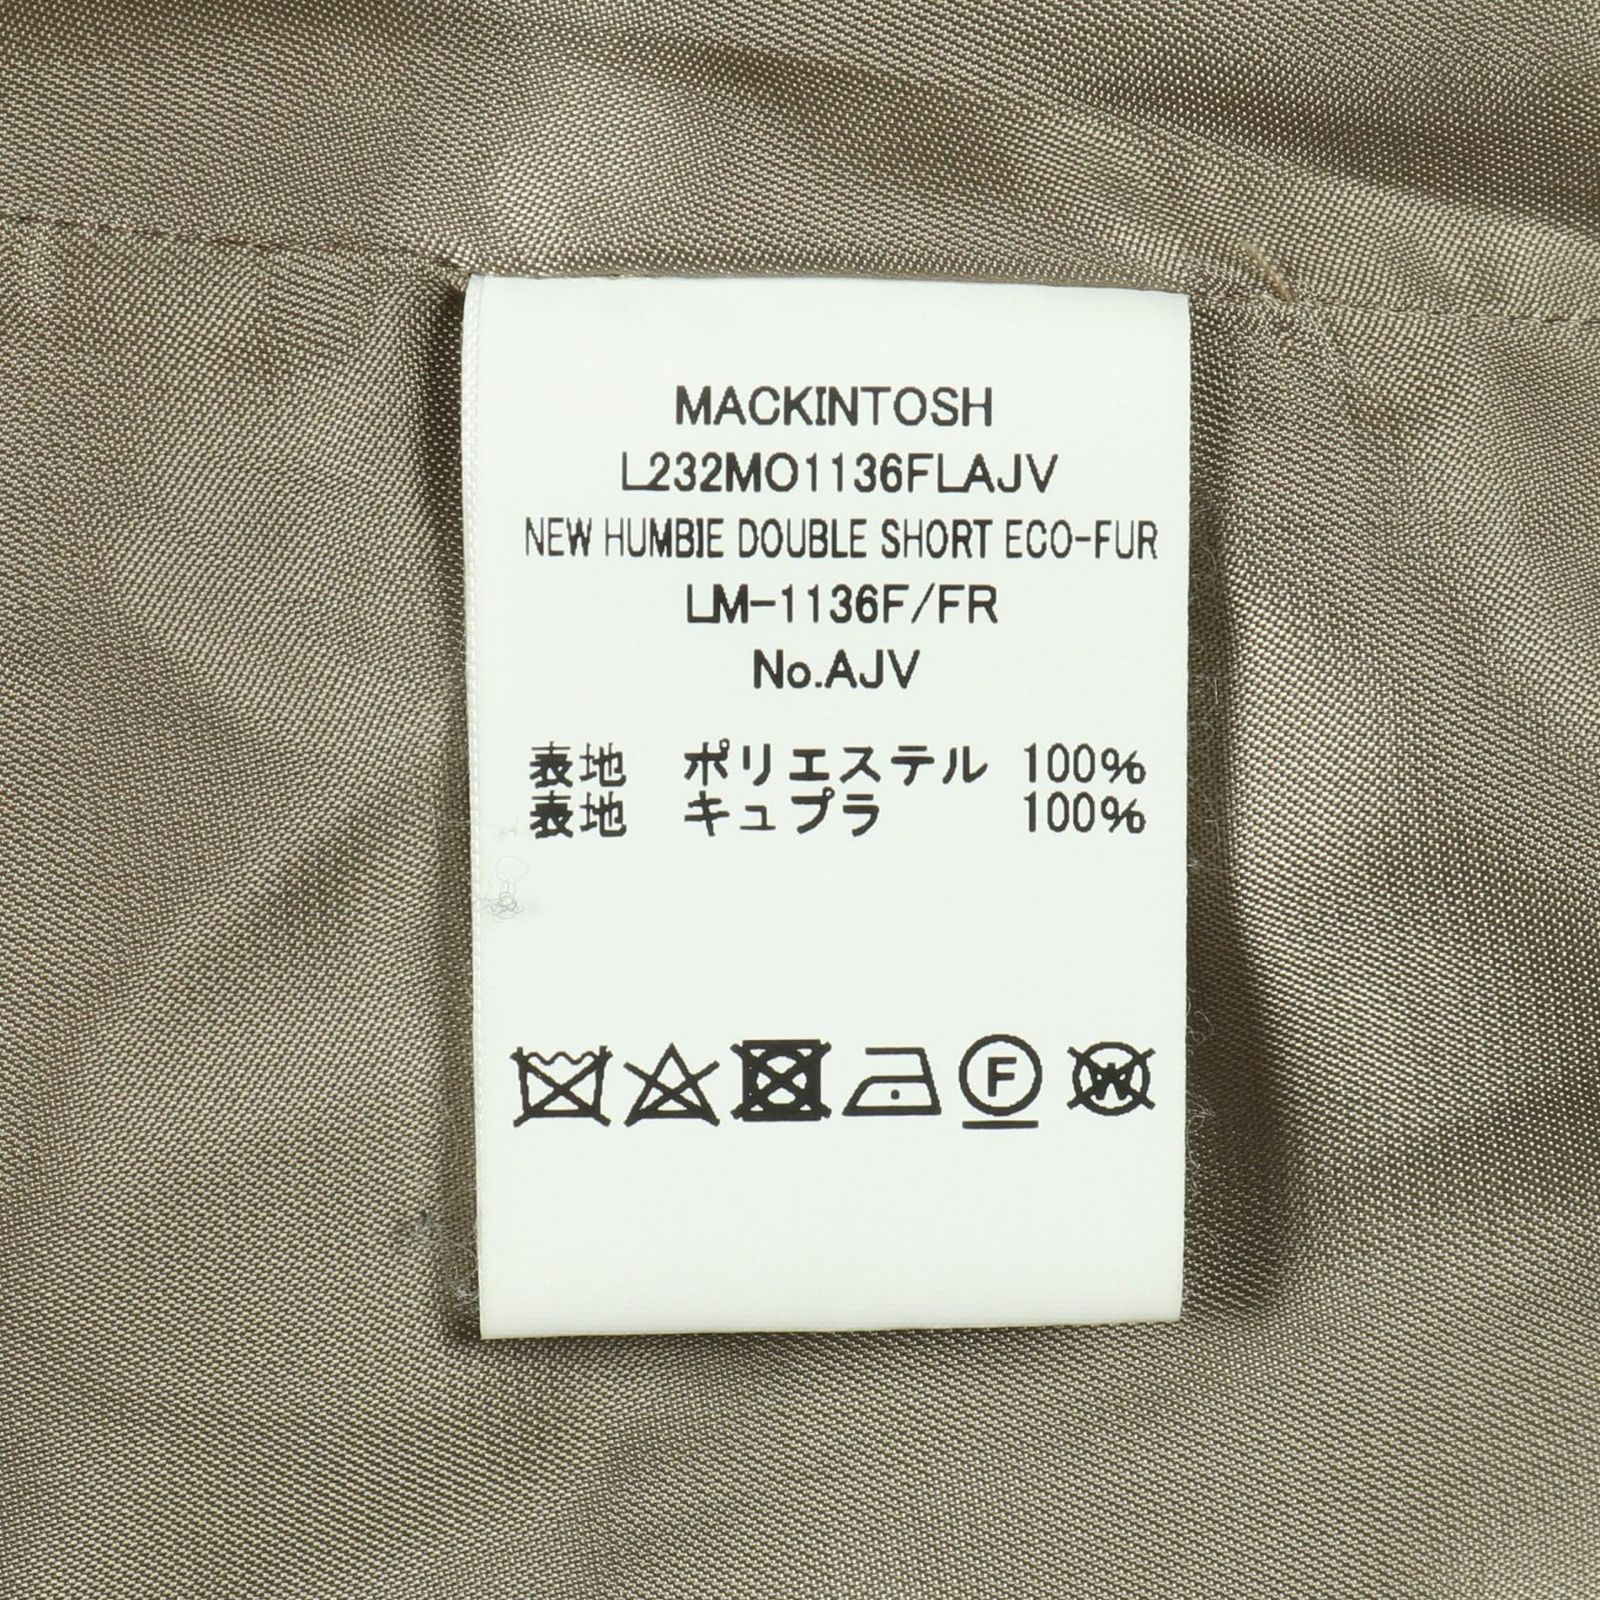 MACKINTOSH
L232MO1136FLAJV
NEW HUMBIE DOUBLE SHORT ECO-FUR
LM-1136F/FR
No.AJV
表地 ポリエステル 100%
表地 キュプラ 100%
F W